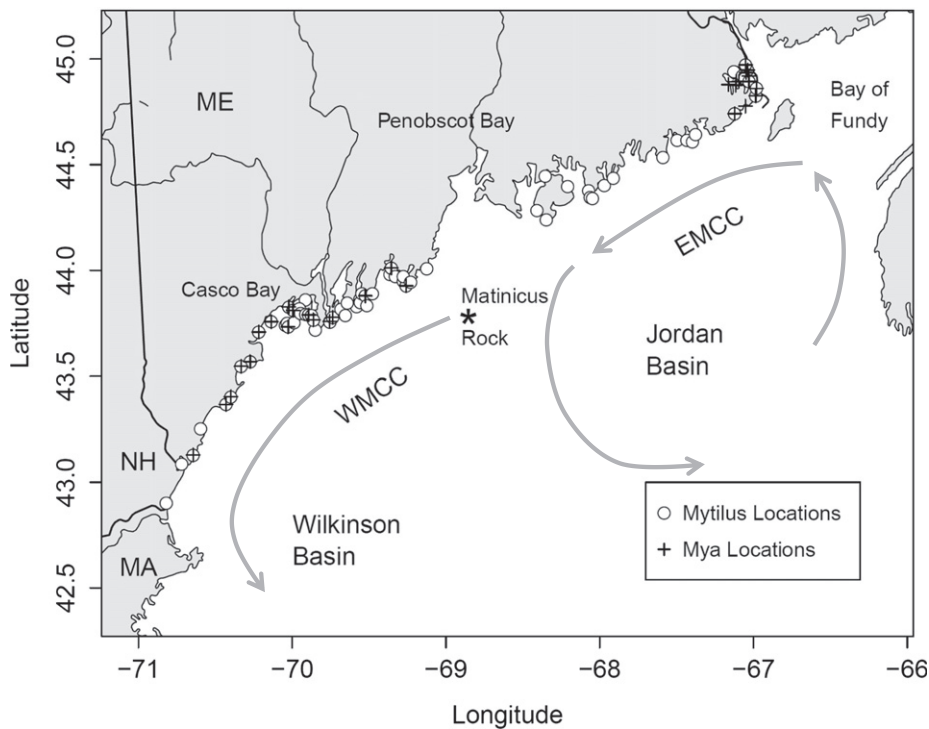 ME
Penobscot Bay
Bay of
Fundy
EMCC
Casco Bay
Matinicus
*
Rock
Jordan
Basin
WMCC
NH
Wilkinson
Basin
MA
○ Mytilus Locations
+ Mya Locations
45.0
44.5
44.0
43.5
43.0
42.5
Latitude
−71
−70
−69
−68
−67
−66
Longitude